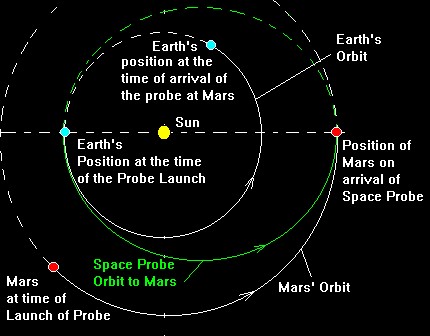 Earth's
position at the
time of arrival of
the probe at Mars
Earth's
Orbit
Sun
Earth's
Position at the time
of the Probe Launch
Position of
Mars on
arrival of
Space Probe
Space Probe
Orbit to Mars
Mars
at time of
Launch of Probe
Mars' Orbit